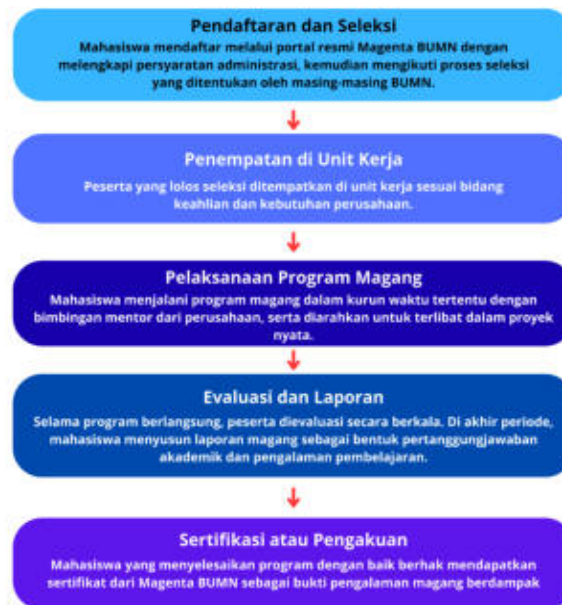 Pendaftaran dan Seleksi
Mahasiswa mendaftar melalui portal resmi Magenta BUMN dengan
melengkapi persyaratan administrasi, kemudian mengikuti proses seleksi
yang ditentukan oleh masing-masing BUMN.
Penempatan di Unit Kerja
Peserta yang lolos seleksi ditempatkan di unit kerja sesuai bidang
keahlian dan kebutuhan perusahaan.
Pelaksanaan Program Magang
Mahasiswa menjalani program magang dalam kurun waktu tertentu dengan
bimbingan mentor dari perusahaan, serta diarahkan untuk terlibat dalam proyek
nyata.
Evaluasi dan Laporan
Selama program berlangsung, peserta dievaluasi secara berkala. Di akhir periode,
mahasiswa menyusun laporan magang sebagai bentuk pertanggungjawaban
akademik dan pengalaman pembelajaran.
Sertifikasi atau Pengakuan
Mahasiswa yang menyelesaikan program dengan baik berhak mendapatkan
sertifikat dari Magenta BUMN sebagai bukti pengalaman magang berdampak